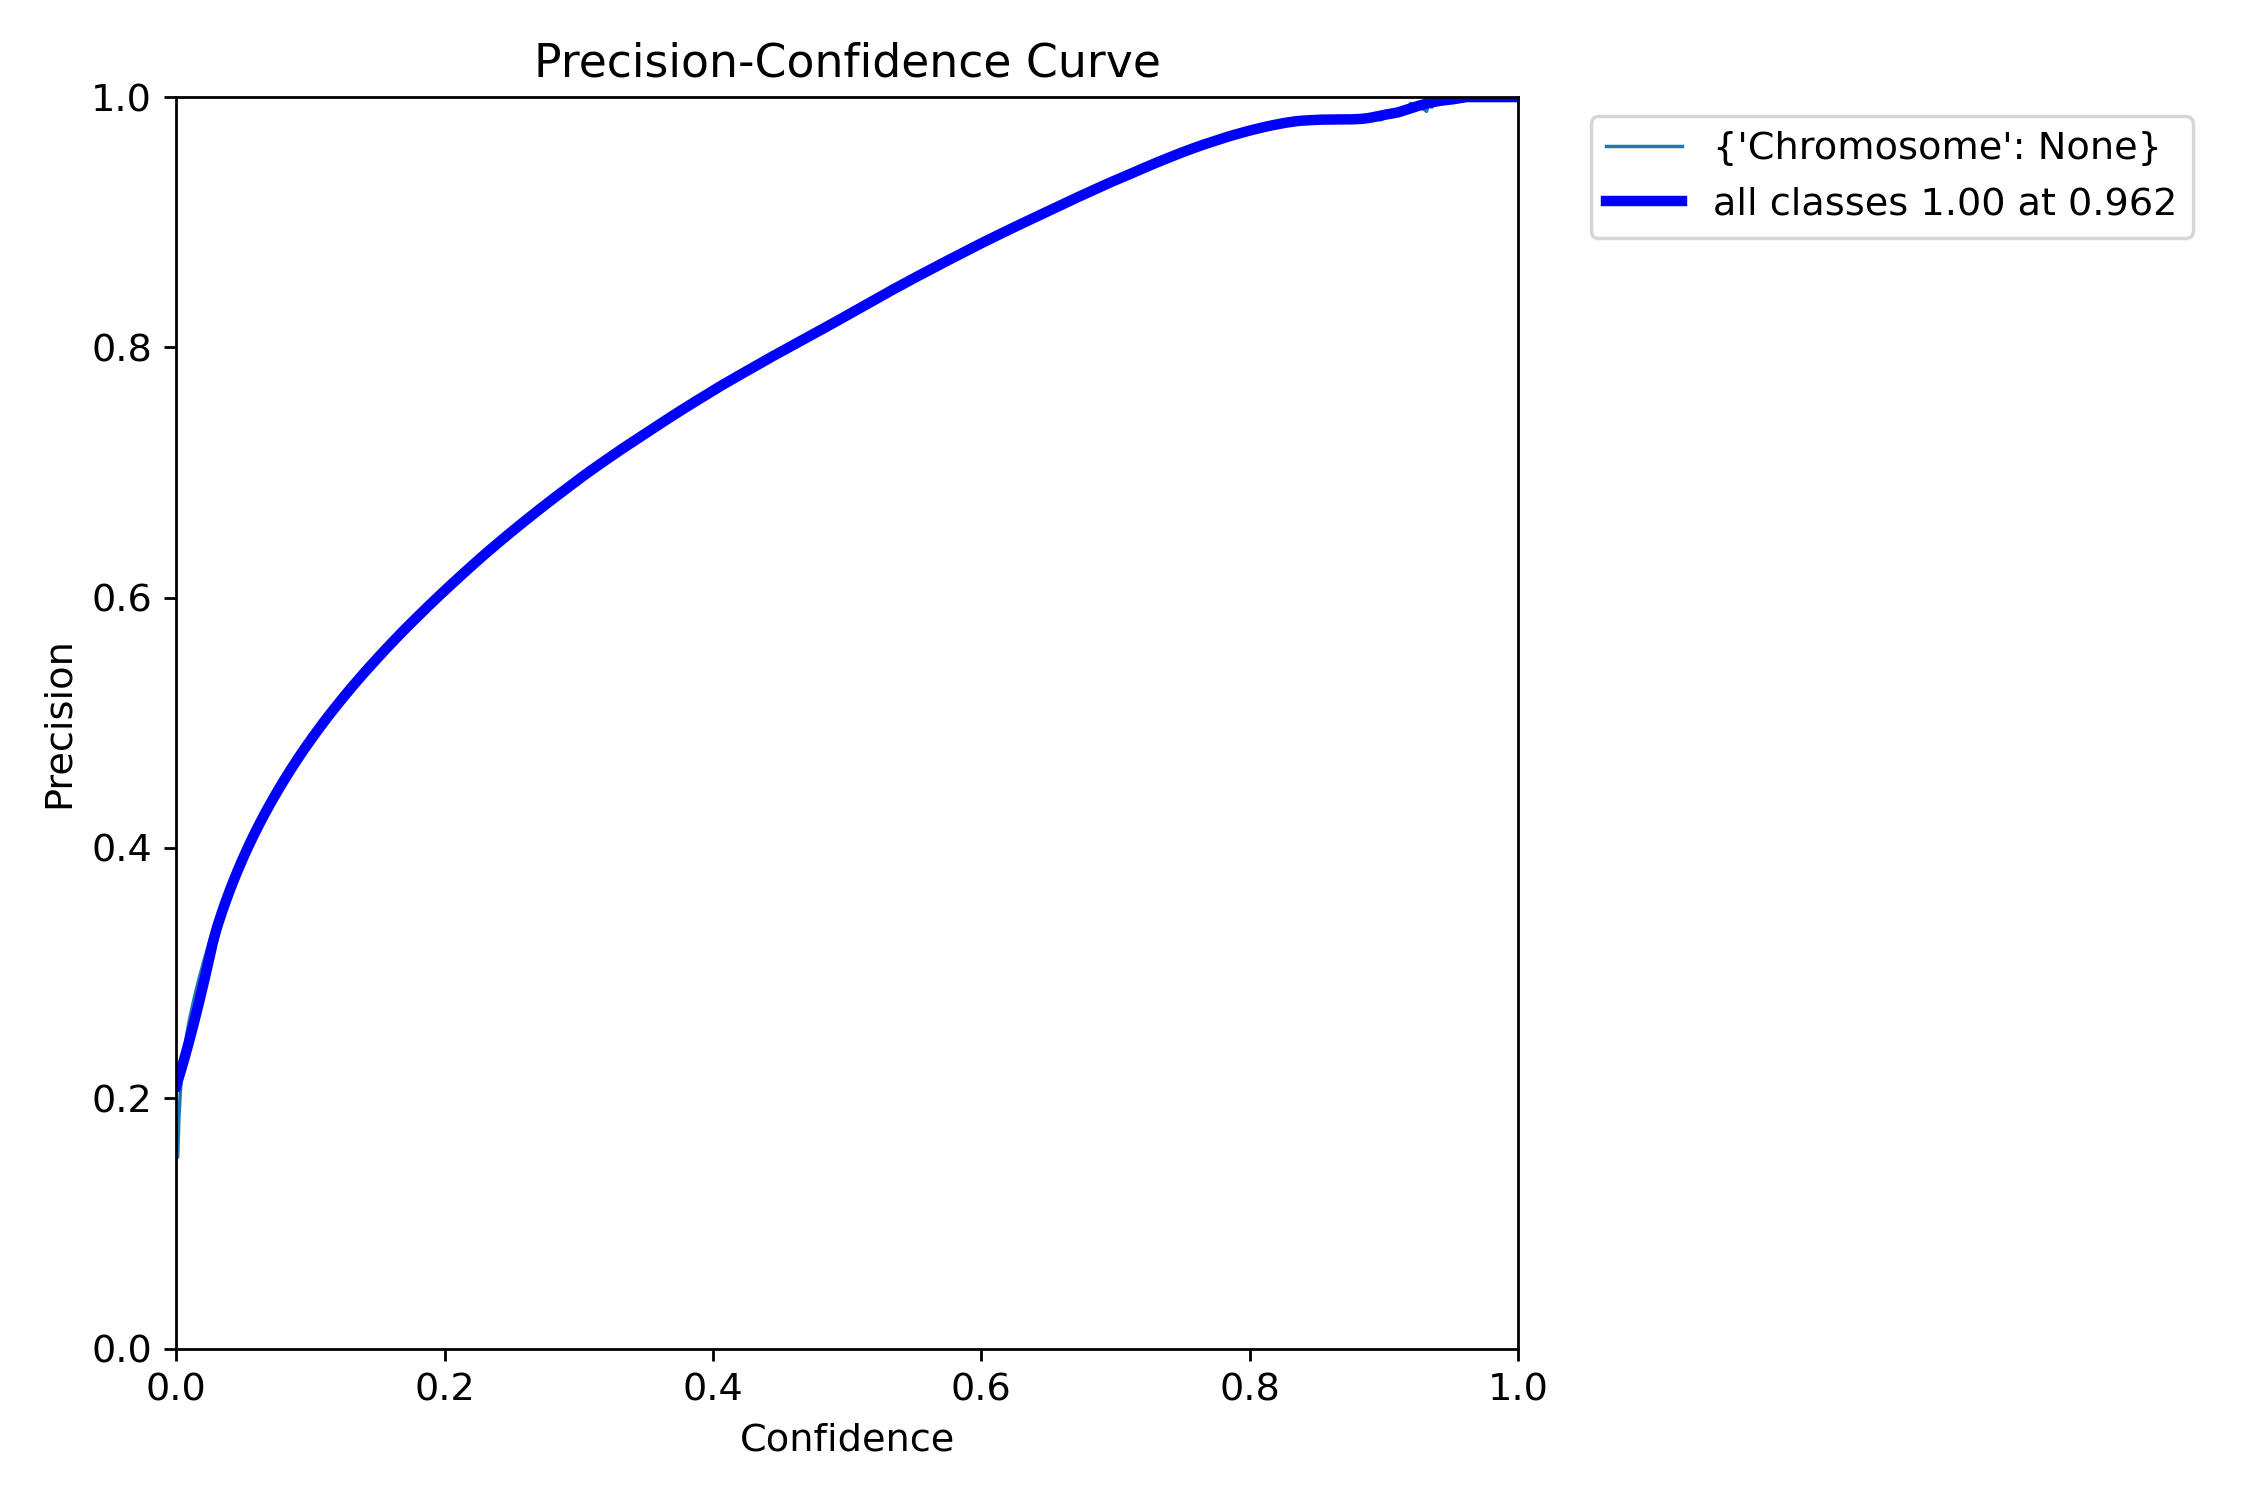 Precision-Confidence Curve
1.0
0.8
0.6
0.4
0.2
0.0
Precision
0.0 0.2 0.4 0.6 0.8 1.0
Confidence
{'Chromosome': None}
all classes 1.00 at 0.962